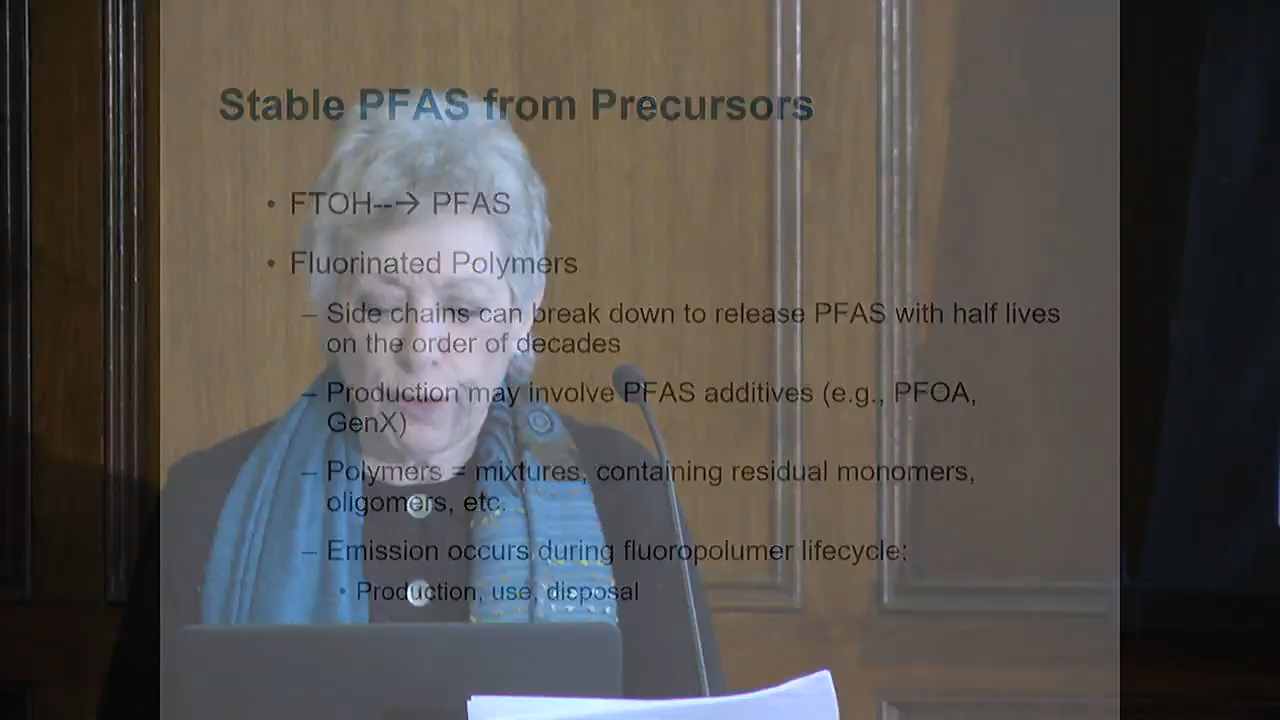 Stable PFAS from Precursors
• FTOH--→ PFAS
• Fluorinated Polymers
– Side chains can break down to release PFAS with half lives
on the order of decades
– Production may involve PFAS additives (e.g., PFOA,
GenX)
– Polymers = mixtures, containing residual monomers,
oligomers, etc.
– Emission occurs during fluoropolumer lifecycle:
• Production, use, disposal